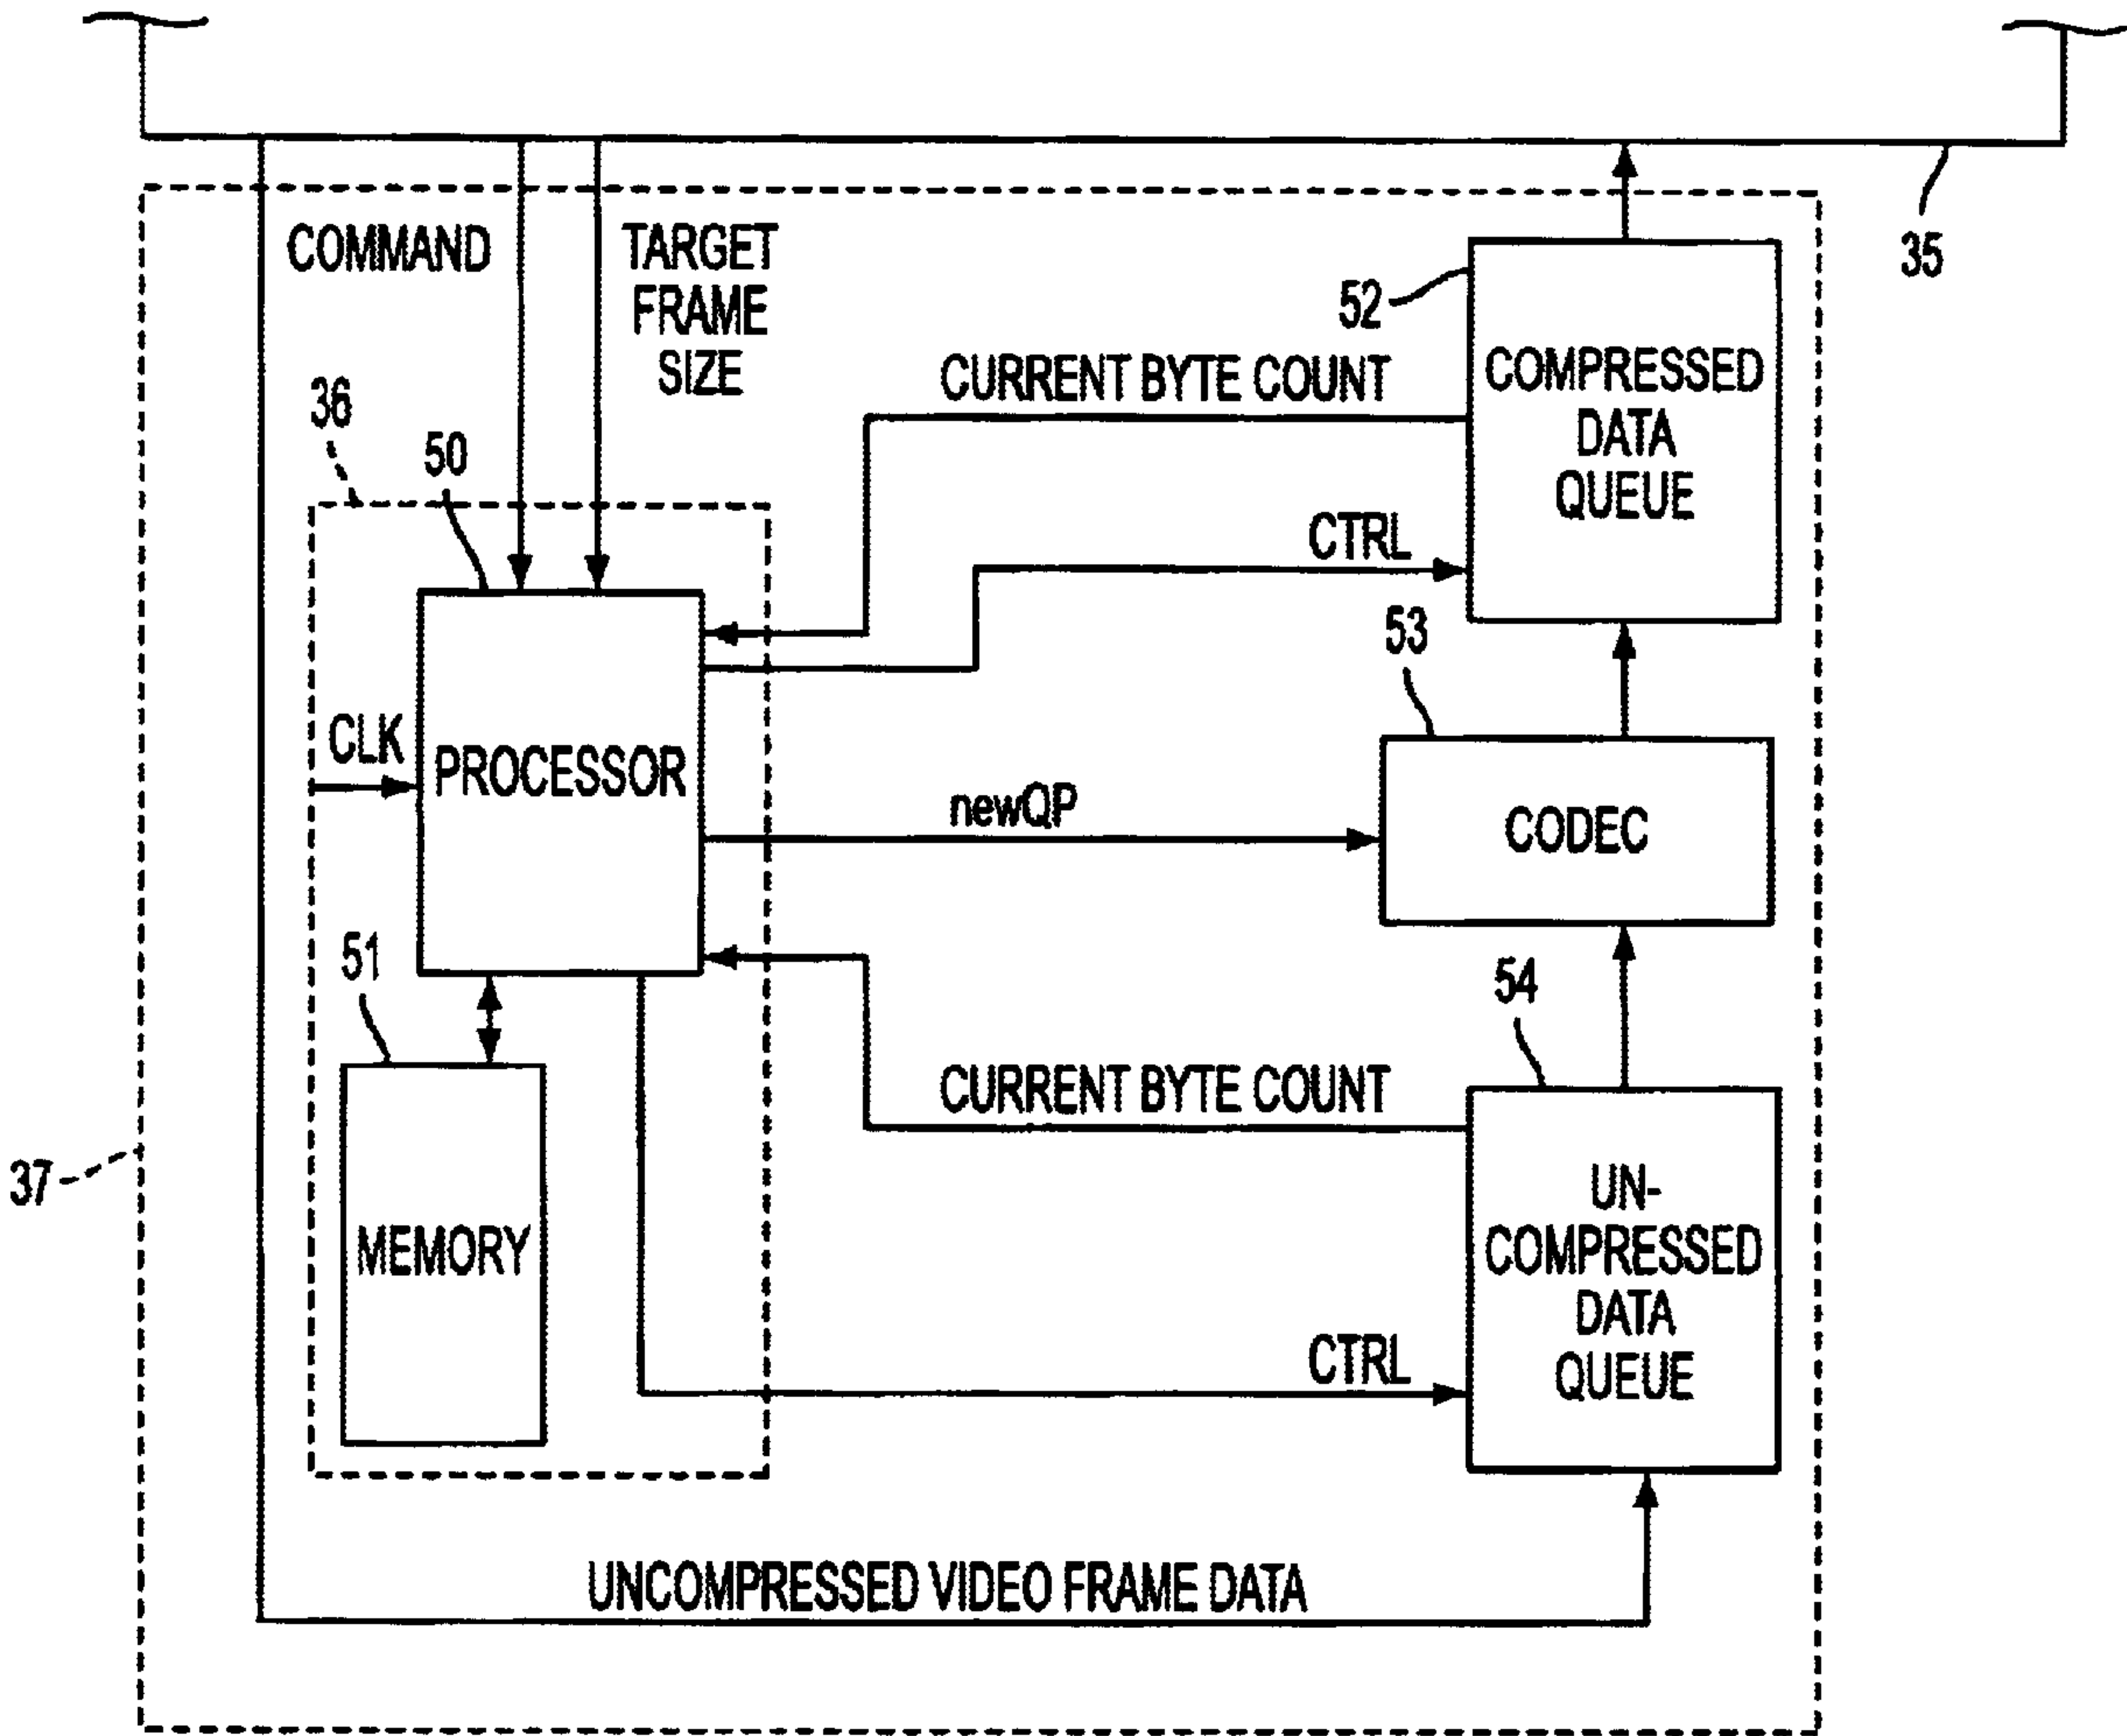 35
COMMAND
TARGET
FRAME
SIZE
52
COMPRESSED
DATA
QUEUE
CURRENT BYTE COUNT
36
50
CTRL
53
CLK
PROCESSOR
newQP
CODEC
51
54
CURRENT BYTE COUNT
37
MEMORY
UN-
COMPRESSED
DATA
QUEUE
CTRL
UNCOMPRESSED VIDEO FRAME DATA